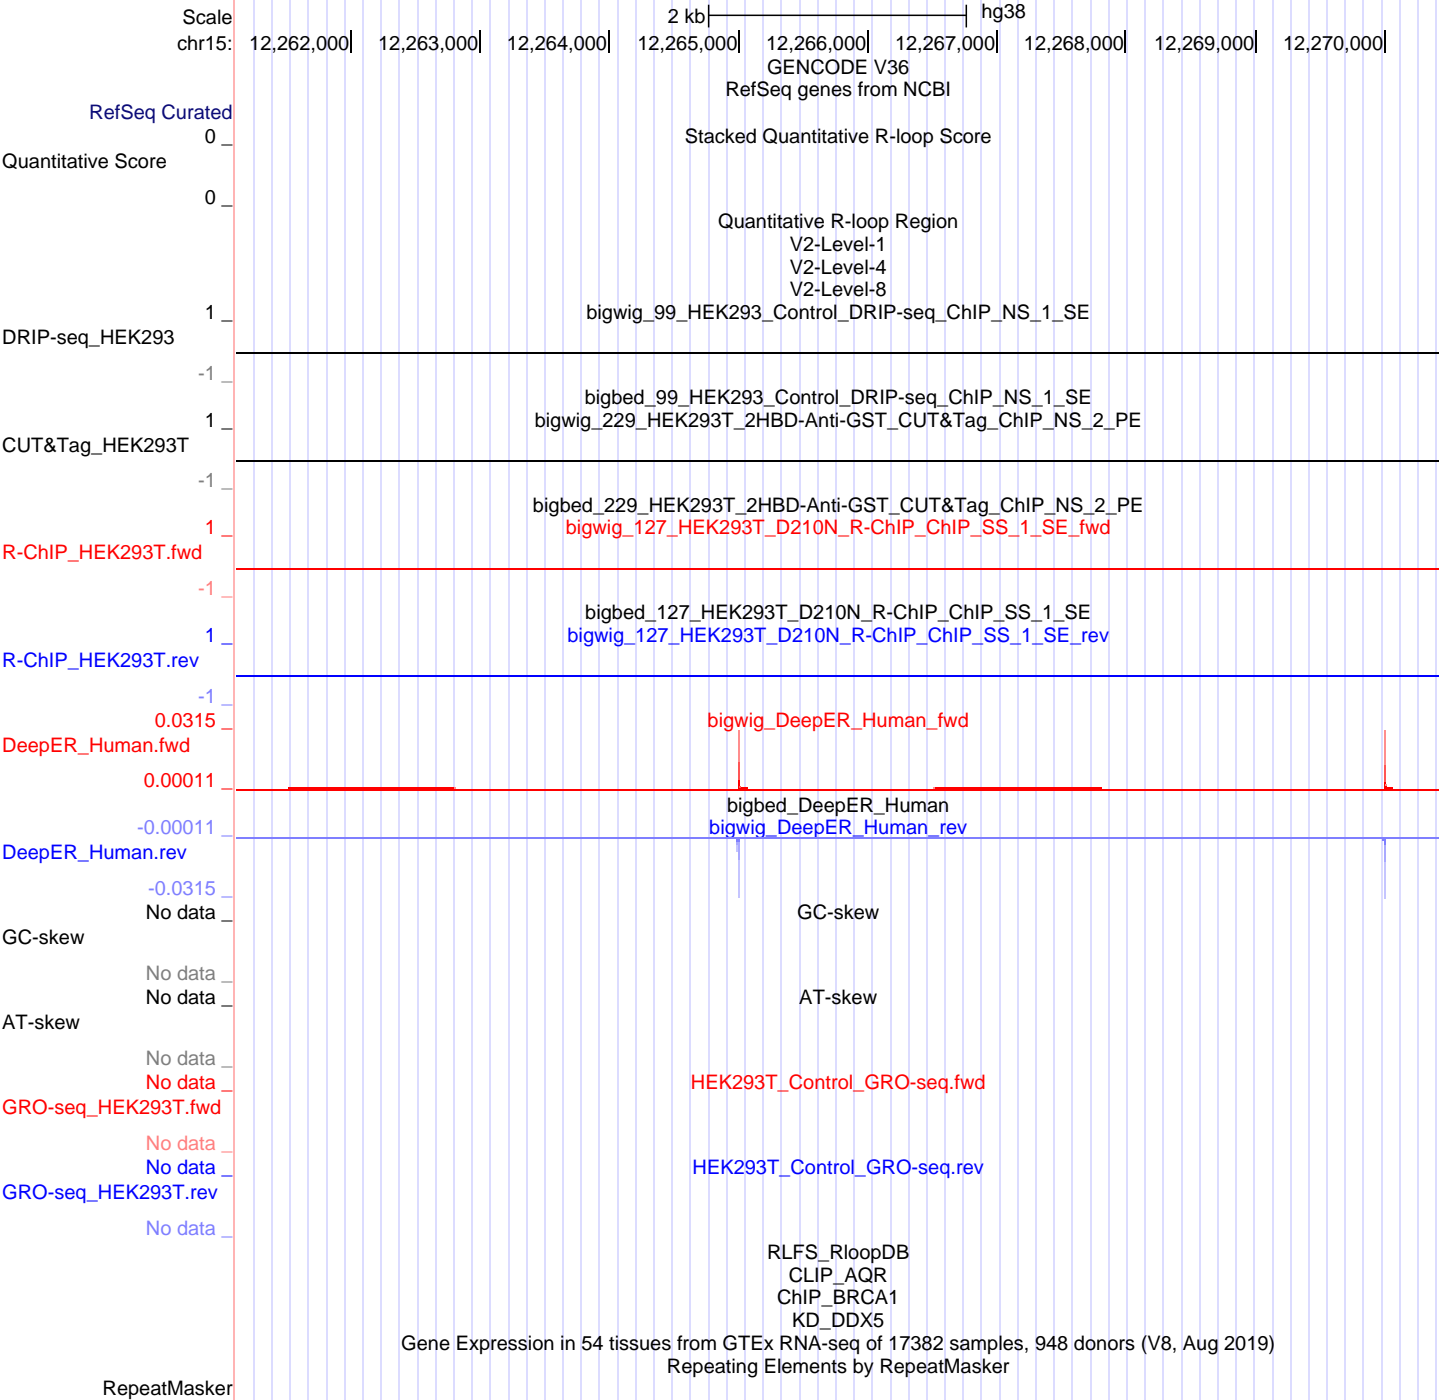 Scale 2 kb hg38
chr15: 12,262,000 12,263,000 12,264,000 12,265,000 12,266,000 12,267,000 12,268,000 12,269,000 12,270,000
GENCODE V36
RefSeq genes from NCBI
RefSeq Curated
0 _ Stacked Quantitative R-loop Score
Quantitative Score
0 _
Quantitative R-loop Region
V2-Level-1
V2-Level-4
V2-Level-8
1 _ bigwig_99_HEK293_Control_DRIP-seq_ChIP_NS_1_SE
DRIP-seq_HEK293
-1 _
bigbed_99_HEK293_Control_DRIP-seq_ChIP_NS_1_SE
1 _ bigwig_229_HEK293T_2HBD-Anti-GST_CUT&Tag_ChIP_NS_2_PE
CUT&Tag_HEK293T
-1 _
bigbed_229_HEK293T_2HBD-Anti-GST_CUT&Tag_ChIP_NS_2_PE
1 _ bigwig_127_HEK293T_D210N_R-ChIP_ChIP_SS_1_SE_fwd
R-ChIP_HEK293T.fwd
-1 _
bigbed_127_HEK293T_D210N_R-ChIP_ChIP_SS_1_SE
1 _ bigwig_127_HEK293T_D210N_R-ChIP_ChIP_SS_1_SE_rev
R-ChIP_HEK293T.rev
-1 _
0.0315 _ bigwig_DeepER_Human_fwd
DeepER_Human.fwd
0.00011 _
bigbed_DeepER_Human
-0.00011 _ bigwig_DeepER_Human_rev
DeepER_Human.rev
-0.0315 _
No data _ GC-skew
GC-skew
No data _
No data _ AT-skew
AT-skew
No data _
No data _ HEK293T_Control_GRO-seq.fwd
GRO-seq_HEK293T.fwd
No data _
No data _ HEK293T_Control_GRO-seq.rev
GRO-seq_HEK293T.rev
No data _
RLFS_RloopDB
CLIP_AQR
ChIP_BRCA1
KD_DDX5
Gene Expression in 54 tissues from GTEx RNA-seq of 17382 samples, 948 donors (V8, Aug 2019)
Repeating Elements by RepeatMasker
RepeatMasker